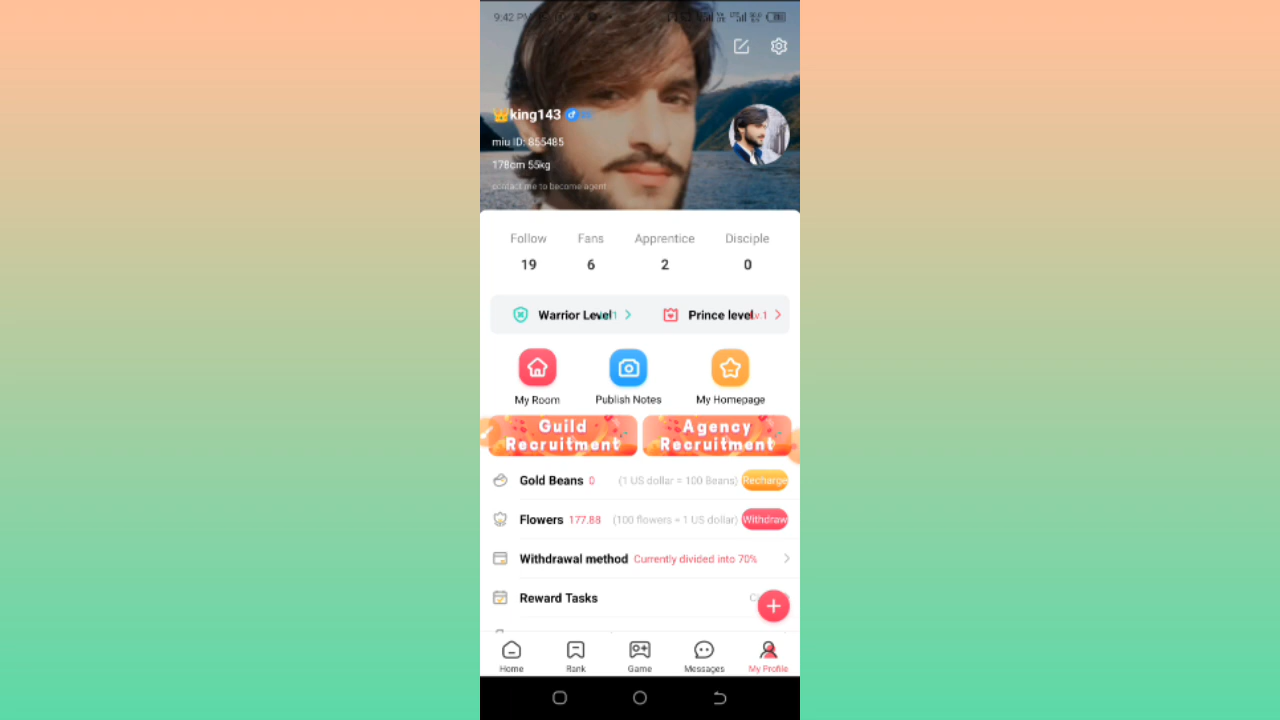 9:42 PM
👑king143
miu ID: 855485
178cm 55kg
contact me to become agent
Follow Fans Apprentice Disciple
19 6 2 0
Warrior Level Prince level Lv.1
My Room Publish Notes My Homepage
Guild Recruitment Agency Recruitment
Gold Beans 0 (1 US dollar = 100 Beans) Recharge
Flowers 177.88 (100 flowers = 1 US dollar) Withdraw
Withdrawal method Currently divided into 70%
Reward Tasks
Home Rank Game Messages My Profile